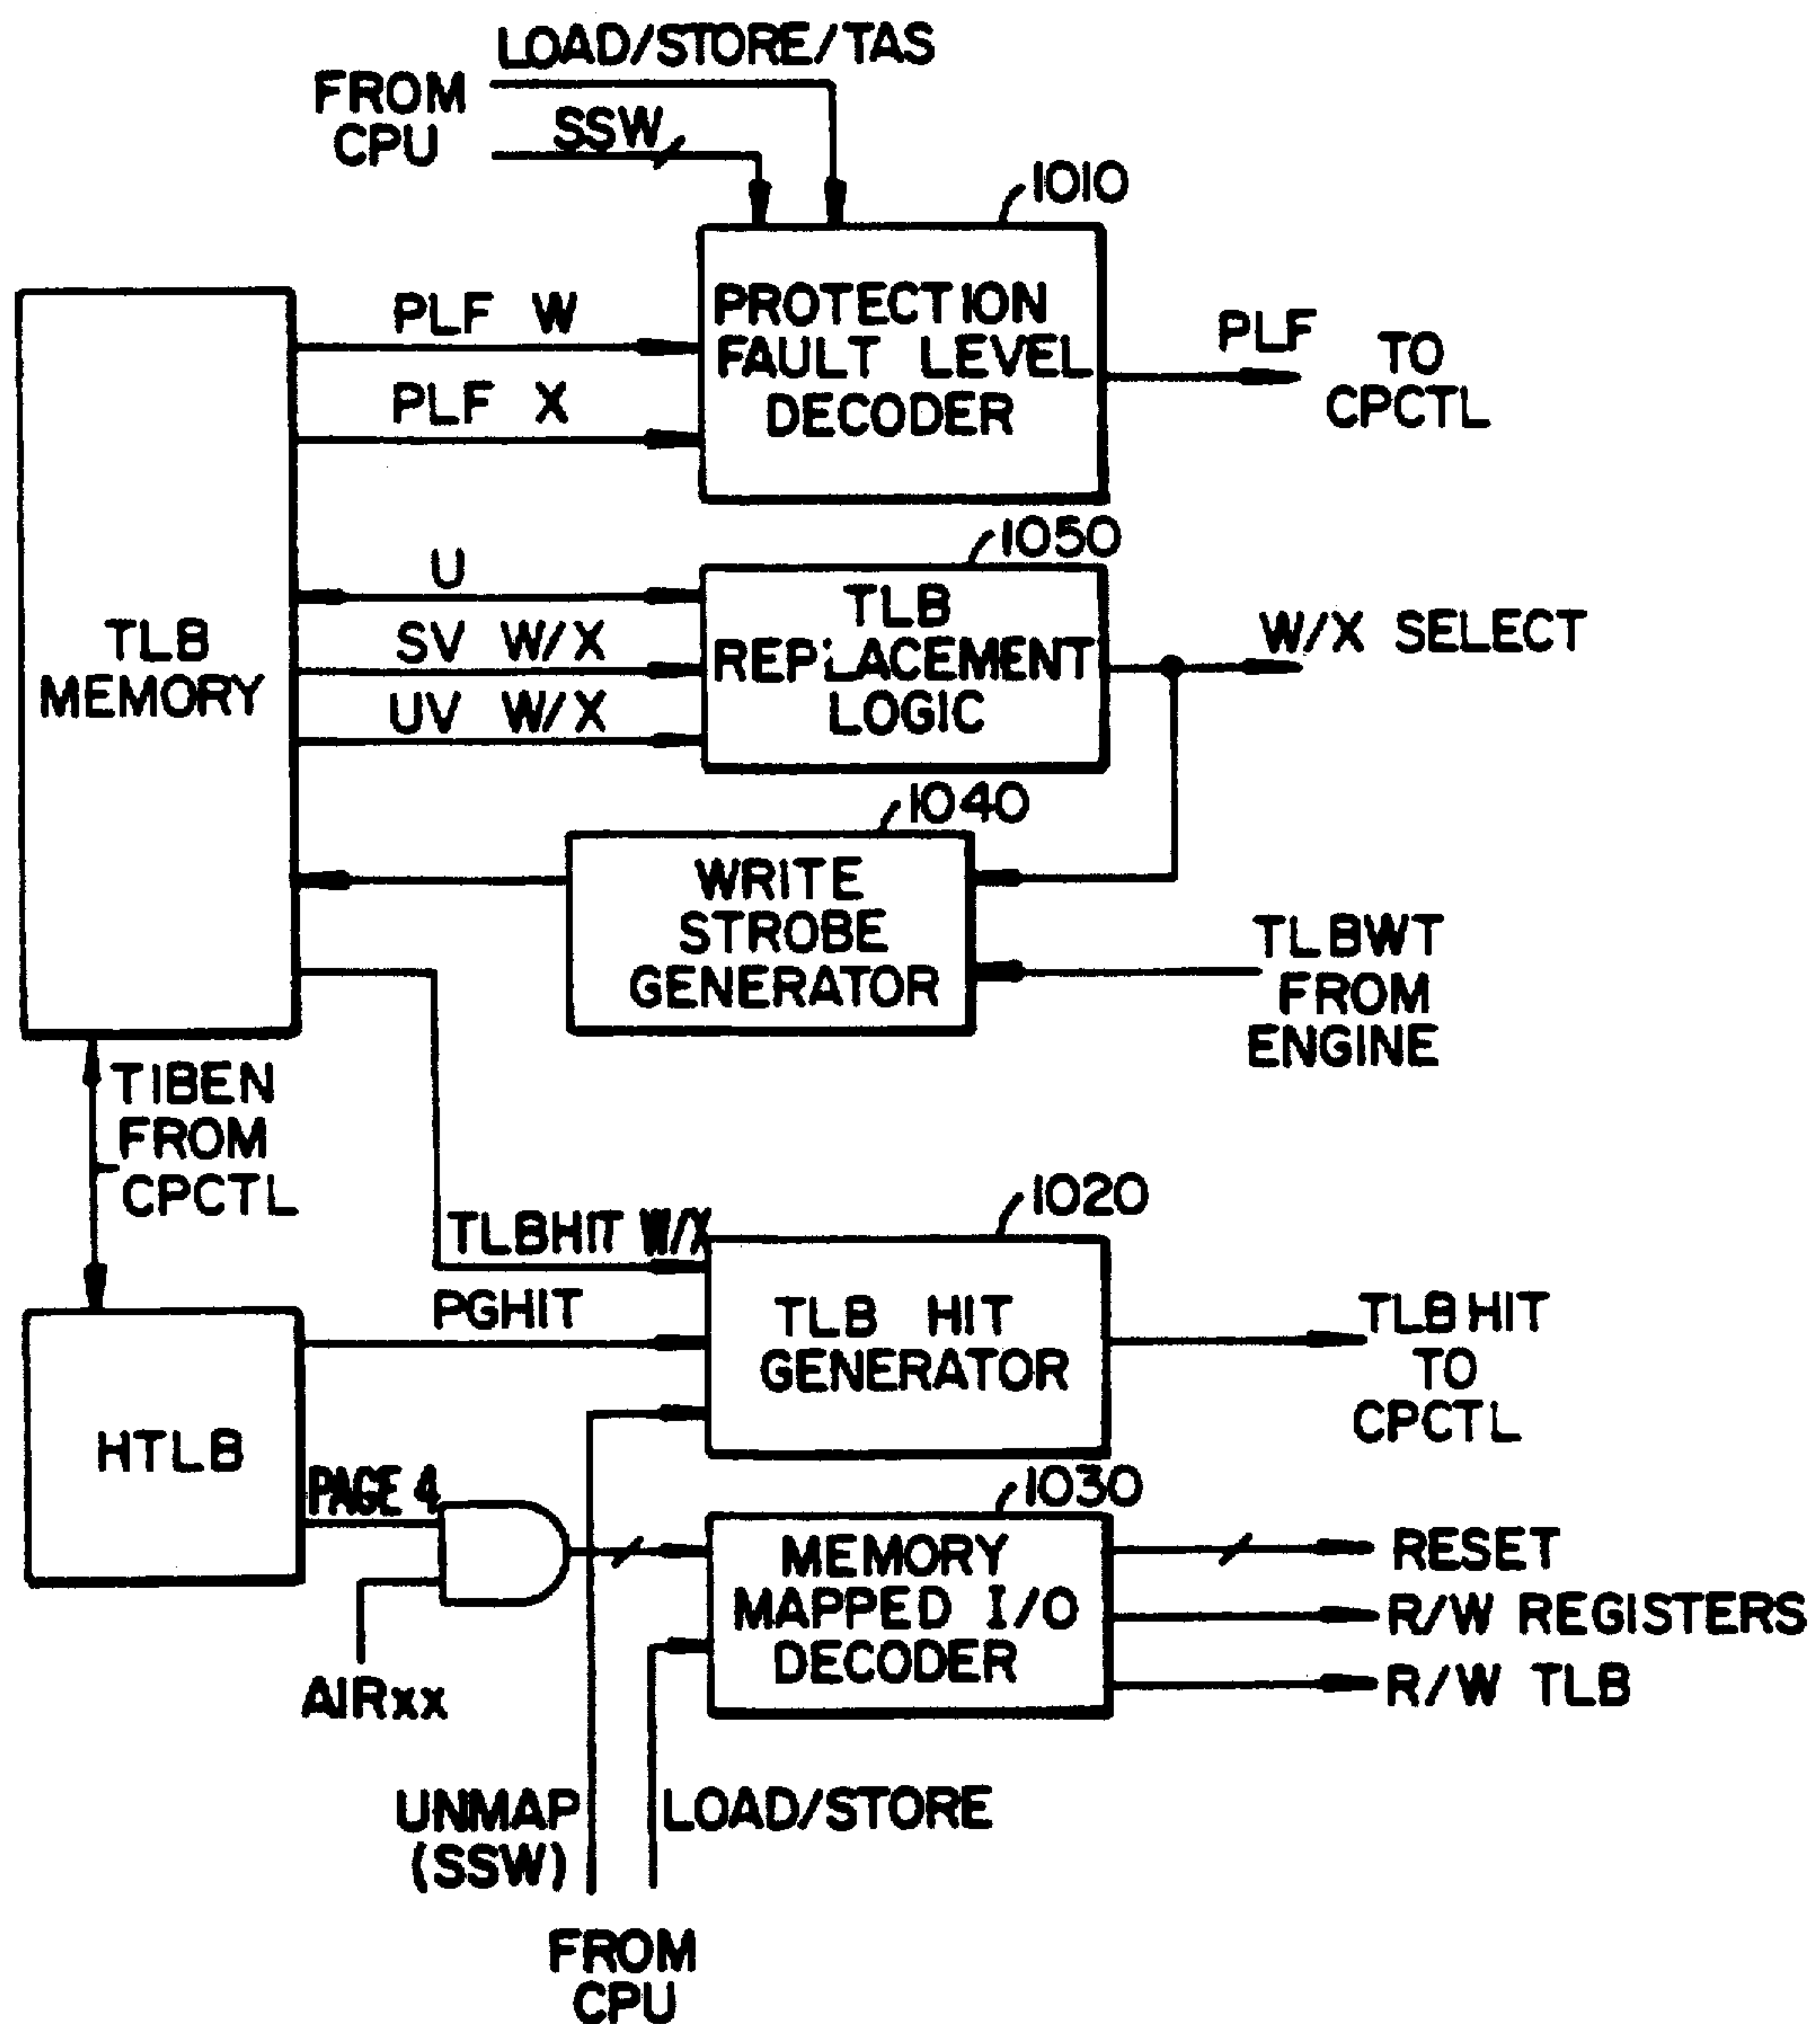 LOAD/STORE/TAS
FROM
CPU
SSW
1010
PLF W
PLF X
PROTECTION
FAULT LEVEL
DECODER
PLF
TO
CPCTL
TLB
MEMORY
1050
U
SV W/X
UV W/X
TLB
REPLACEMENT
LOGIC
W/X SELECT
1040
WRITE
STROBE
GENERATOR
TLBWT
FROM
ENGINE
TIBEN
FROM
CPCTL
1020
TLBHIT W/X
PGHIT
TLB HIT
GENERATOR
TLB HIT
TO
CPCTL
HTLB
PAGE 4
AIRxx
1030
MEMORY
MAPPED I/O
DECODER
RESET
R/W REGISTERS
R/W TLB
UNMAP
(SSW)
LOAD/STORE
FROM
CPU